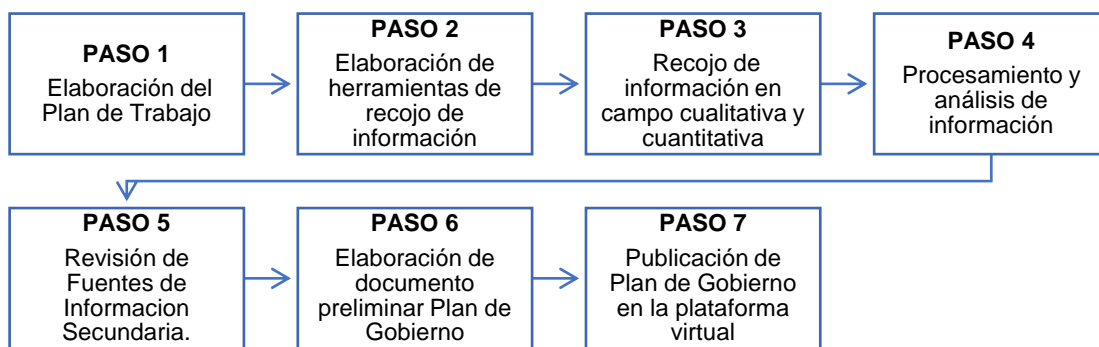 PASO 1
Elaboración del
Plan de Trabajo
PASO 2
Elaboración de
herramientas de
recojo de
información
PASO 3
Recojo de
información en
campo cualitativa y
cuantitativa
PASO 4
Procesamiento y
análisis de
información
PASO 5
Revisión de
Fuentes de
Informacion
Secundaria.
PASO 6
Elaboración de
documento
preliminar Plan de
Gobierno
PASO 7
Publicación de
Plan de Gobierno
en la plataforma
virtual